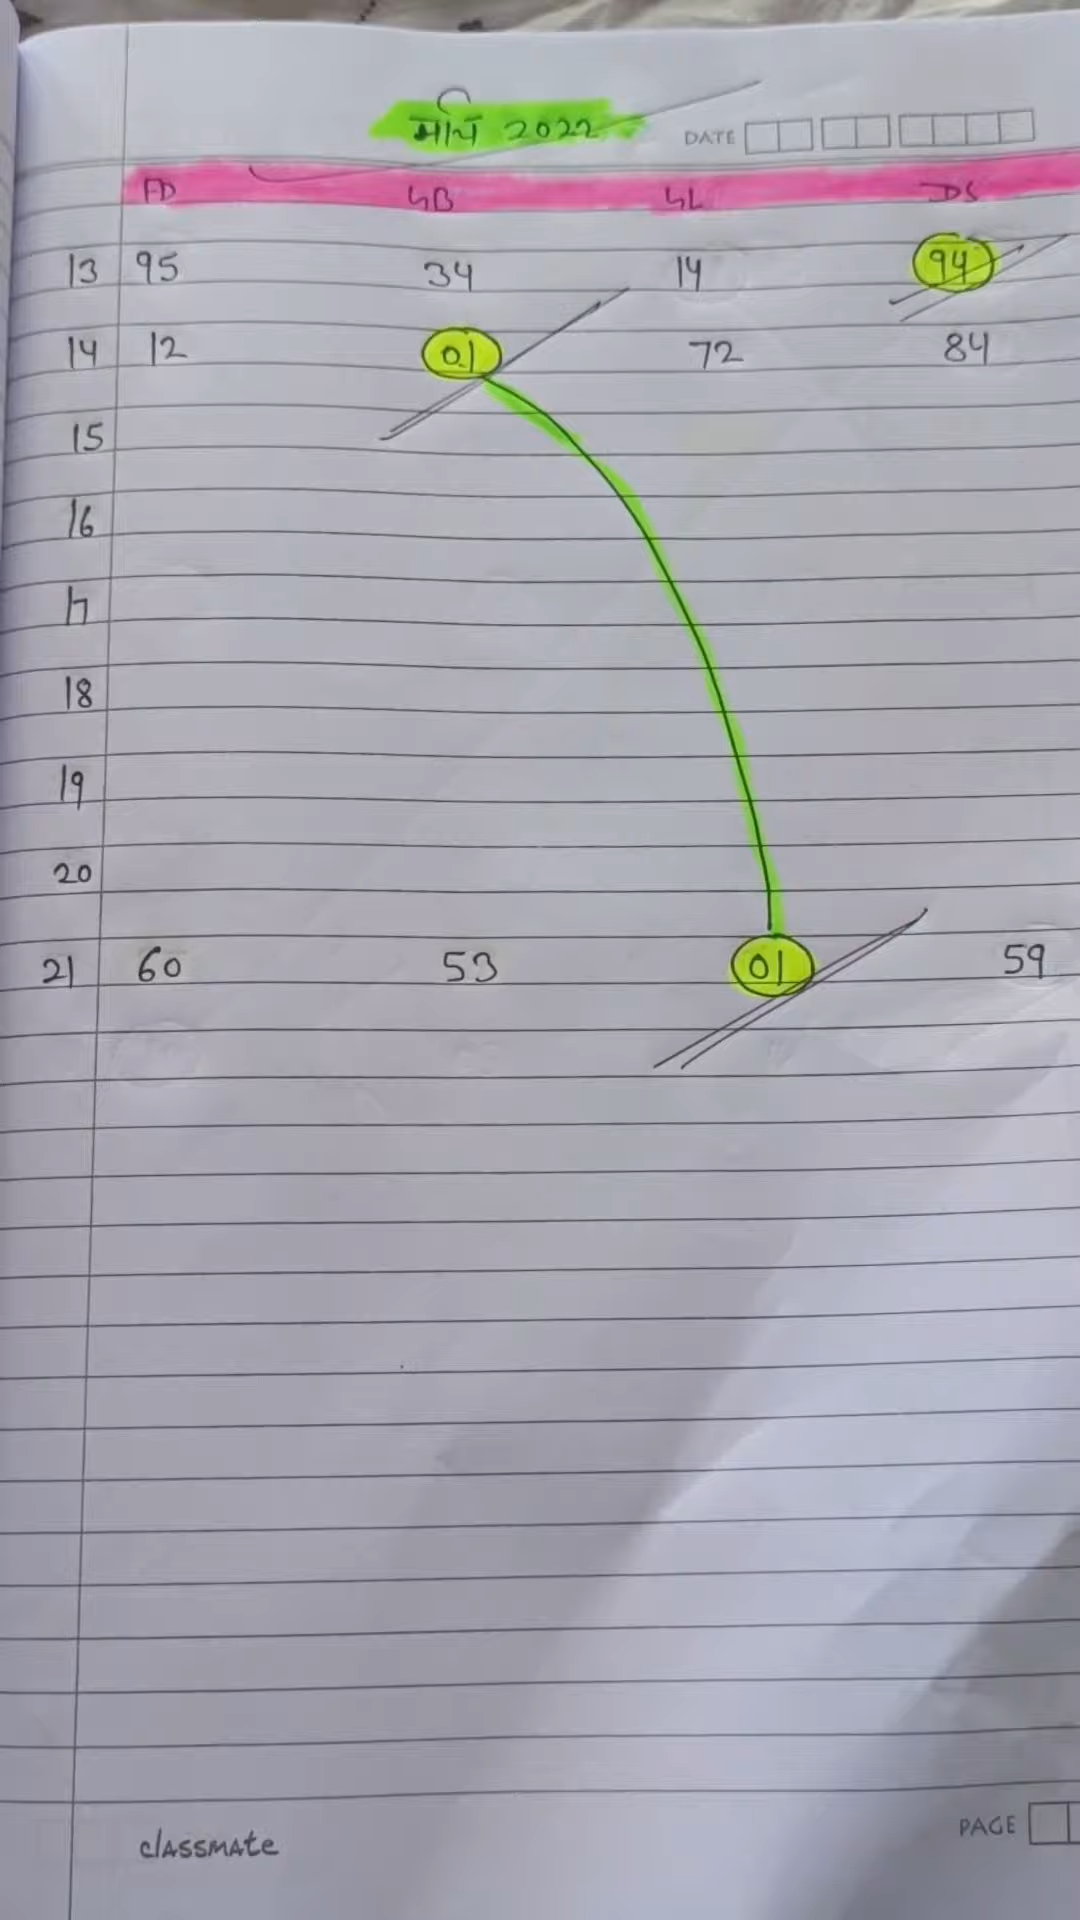 मार्च 2022
DATE
FD GB GL DS
13 95 34 14 94
14 12 01 72 84
15
16
17
18
19
20
21 60 53 01 59
classmate
PAGE